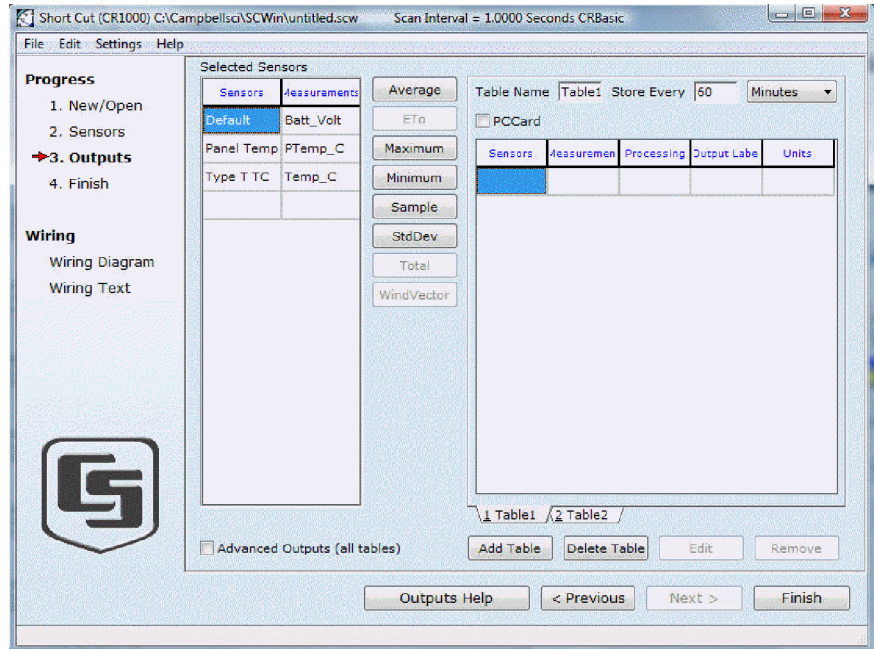 Short Cut (CR1000) C:\Campbellsci\SCWin\untitled.scw Scan Interval = 1.0000 Seconds CRBasic
File Edit Settings Help
Progress
1. New/Open
2. Sensors
3. Outputs
4. Finish
Wiring
Wiring Diagram
Wiring Text
Selected Sensors
Sensors Measurements
Default Batt_Volt
Panel Temp PTemp_C
Type T TC Temp_C
Average
ETo
Maximum
Minimum
Sample
StdDev
Total
WindVector
Table Name Table1 Store Every 60 Minutes
PCCard
Sensors Measuremen Processing Output Labe Units
1 Table1 2 Table2
Advanced Outputs (all tables)
Add Table Delete Table Edit Remove
Outputs Help < Previous Next > Finish